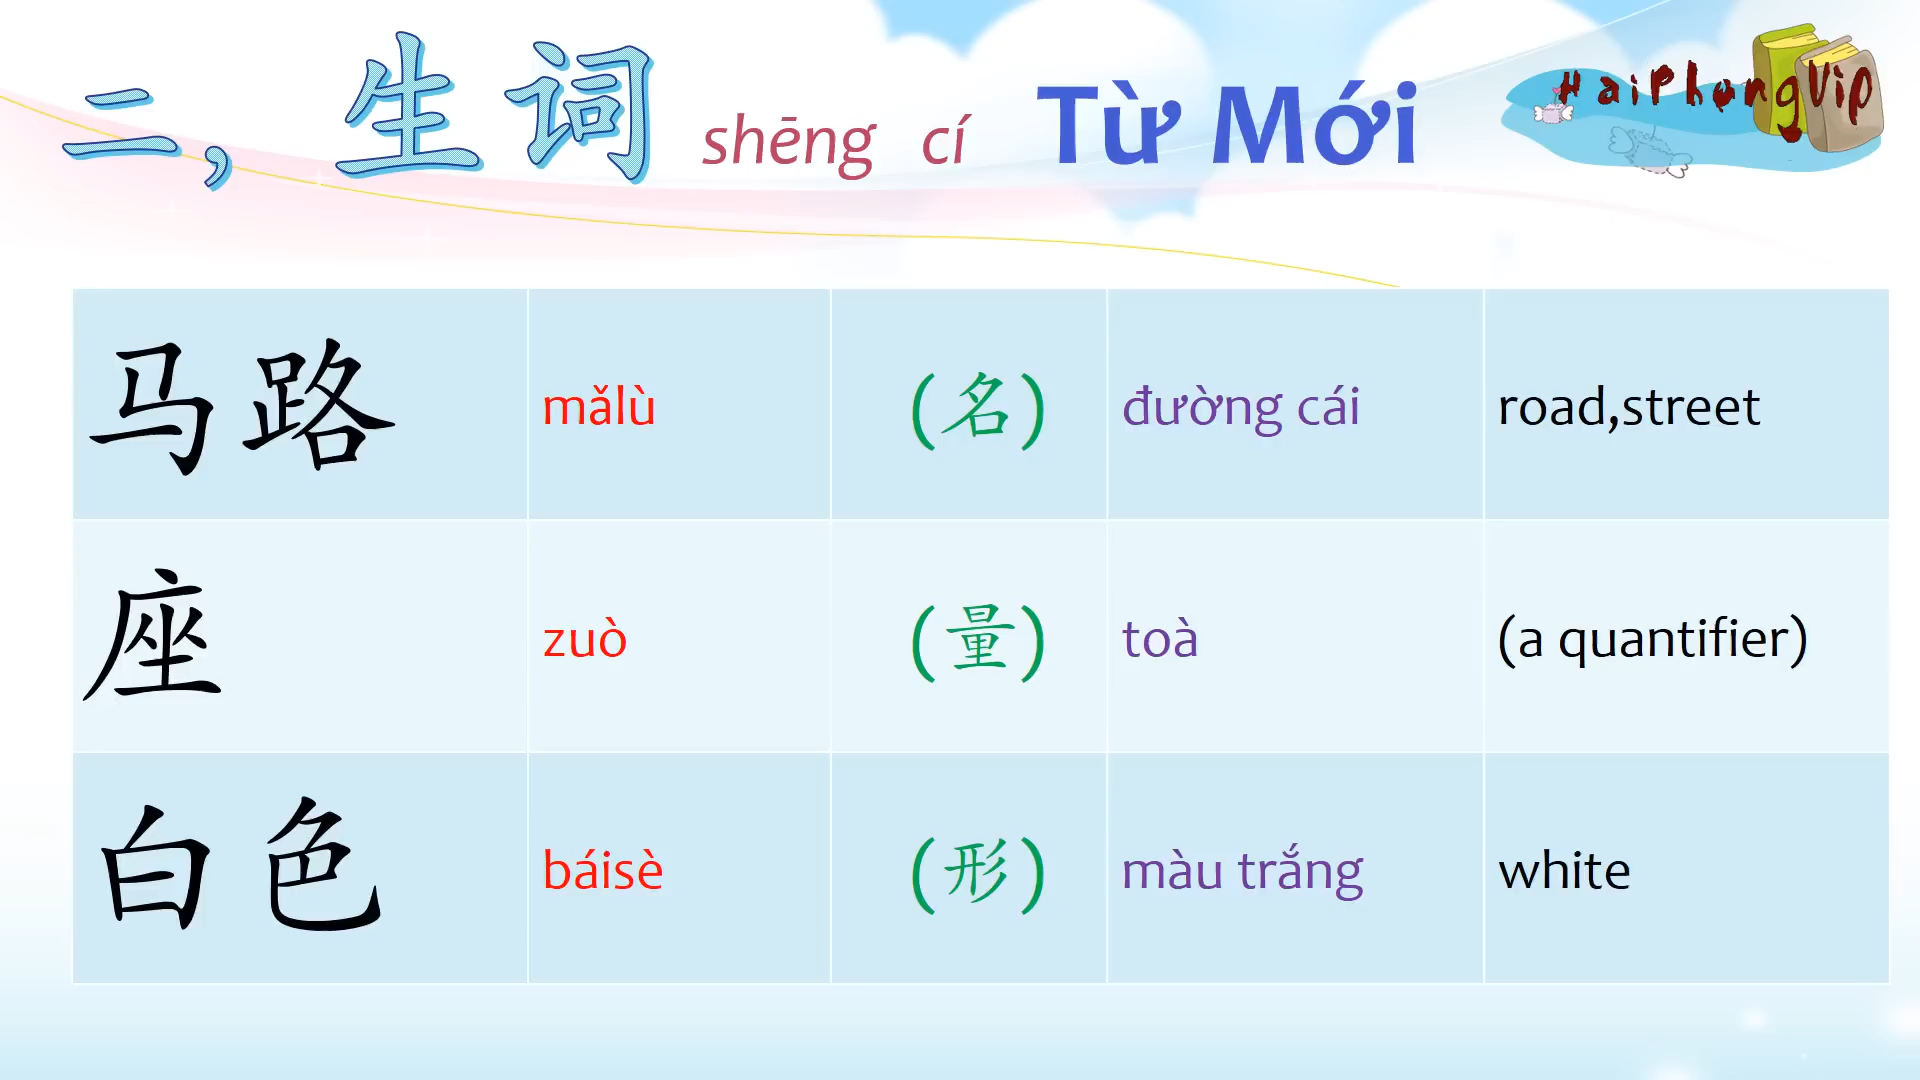 二, 生词 shēng cí Từ Mới
HaiPhongVip
马路 mǎlù (名) đường cái road,street
座 zuò (量) toà (a quantifier)
白色 báisè (形) màu trắng white